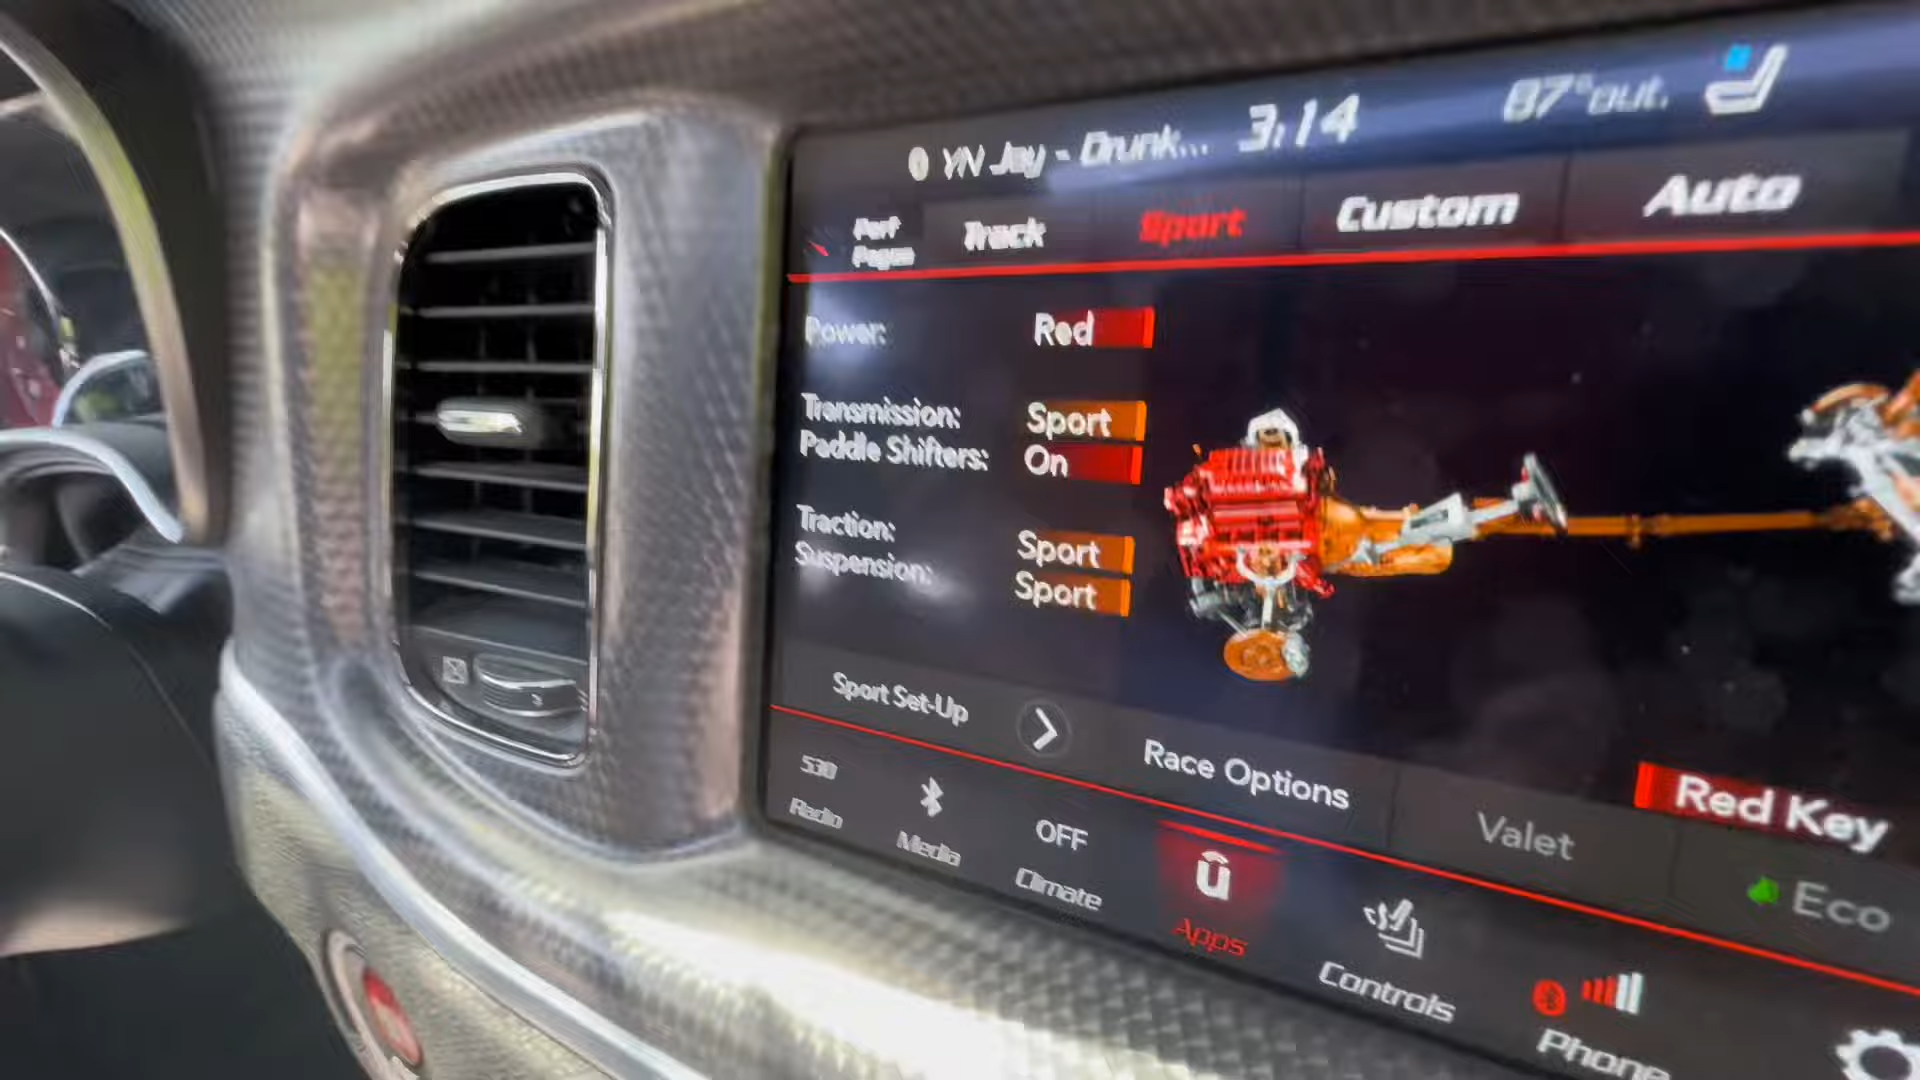 YN Jay - Drunk... 3:14 87°out.
Perf Pages Track Sport Custom Auto
Power: Red
Transmission: Sport
Paddle Shifters: On
Traction: Sport
Suspension: Sport
Sport Set-Up Race Options Valet Red Key
Eco
530 OFF
Radio Media Climate Apps Controls Phone